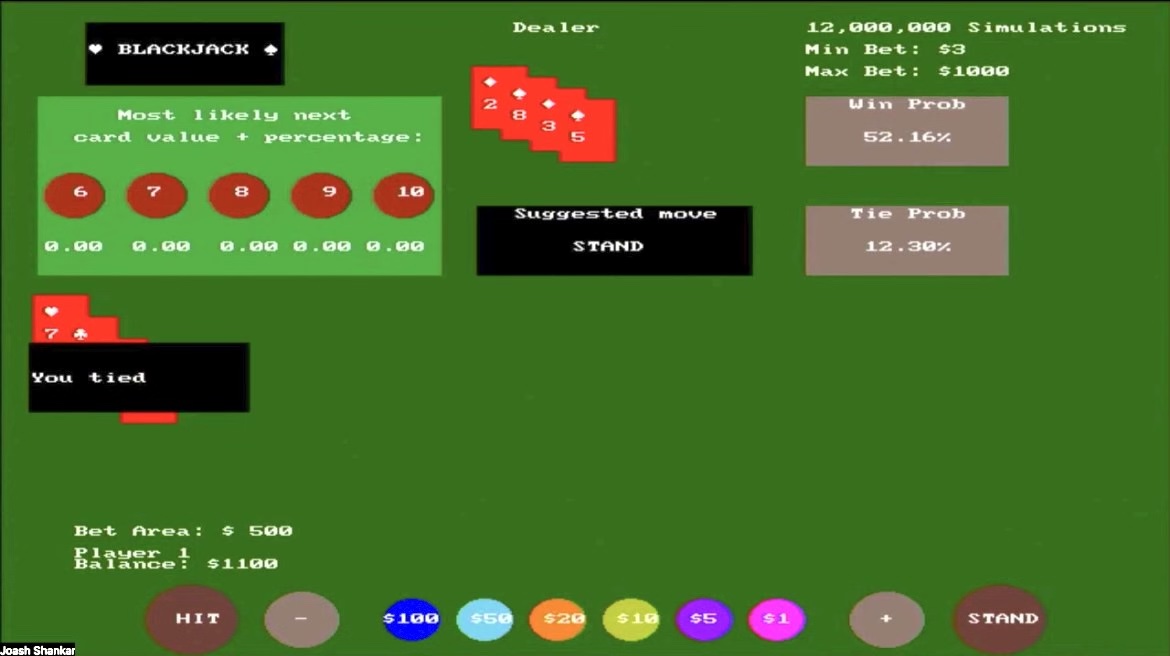 ♥ BLACKJACK ♠
Dealer
12,000,000 Simulations
Min Bet: $3
Max Bet: $1000
Most likely next
card value + percentage:
6 7 8 9 10
0.00 0.00 0.00 0.00 0.00
♦ ♠ ♦ ♠
2 8 3 5
Win Prob
52.16%
Suggested move
STAND
Tie Prob
12.30%
♥
7 ♣
You tied
Bet Area: $ 500
Player 1
Balance: $1100
HIT - $100 $50 $20 $10 $5 $1 + STAND
Joash Shankar